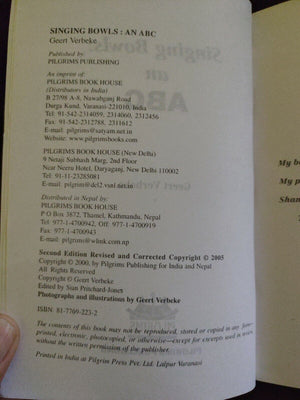 SINGING BOWLS : AN ABC
Geert Verbeke
Published by
PILGRIMS PUBLISHING
An imprint of
PILGRIMS BOOK HOUSE
(Distributors in India)
B 27/98 A-8, Nawabganj Road
Durga Kund, Varanasi-221010, India
Tel: 91-542-2314059, 2314060, 2312456
Fax: 91-542-2312788, 2311612
E-mail: pilgrims@satyam.net.in
Website: www.pilgrimsbooks.com
PILGRIMS BOOK HOUSE (New Delhi)
9 Netaji Subhash Marg, 2nd Floor
Near Neeru Hotel, Daryaganj, New Delhi 110002
Tel: 91-11-23285081
E-mail: pilgrim@del2.vsnl.net.in
Distributed in Nepal by:
PILGRIMS BOOK HOUSE
P O Box 3872, Thamel, Kathmandu, Nepal
Tel: 977-1-4700942, Off: 977-1-4700919
Fax: 977-1-4700943
E-mail: pilgrims@wlink.com.np
Second Edition Revised and Corrected Copyright © 2005
Copyright © 2000, by Pilgrims Publishing for India and Nepal
All Rights Reserved
Edited by Sian Pritchard-Jones
Photographs and illustrations by Geert Verbeke
ISBN 81-7769-223-2
The contents of this book may not be reproduced, stored or copied in any form—
printed, electronic, photocopied, or otherwise—except for excerpts used in review,
without the written permission of the publisher.
Printed in India at Pilgrim Press Pvt. Ltd. Lalpur Varanasi
My
My
Shan